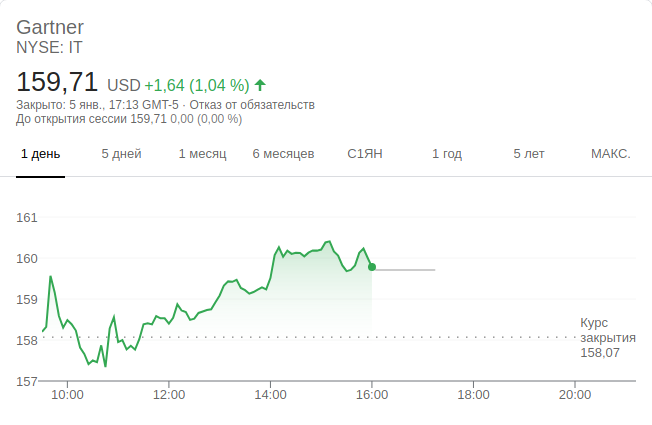 Gartner
NYSE: IT
159,71 USD +1,64 (1,04 %)
Закрыто: 5 янв., 17:13 GMT-5 · Отказ от обязательств
До открытия сессии 159,71 0,00 (0,00 %)
1 день 5 дней 1 месяц 6 месяцев С1ЯН 1 год 5 лет МАКС.
161
160
159
158
157
Курс
закрытия
158,07
10:00 12:00 14:00 16:00 18:00 20:00